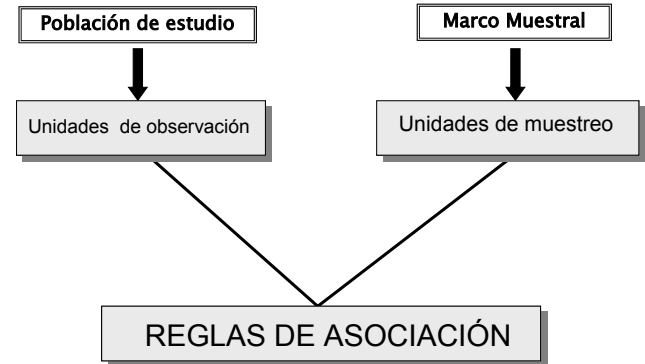 Población de estudio
Marco Muestral
Unidades de observación
Unidades de muestreo
REGLAS DE ASOCIACIÓN